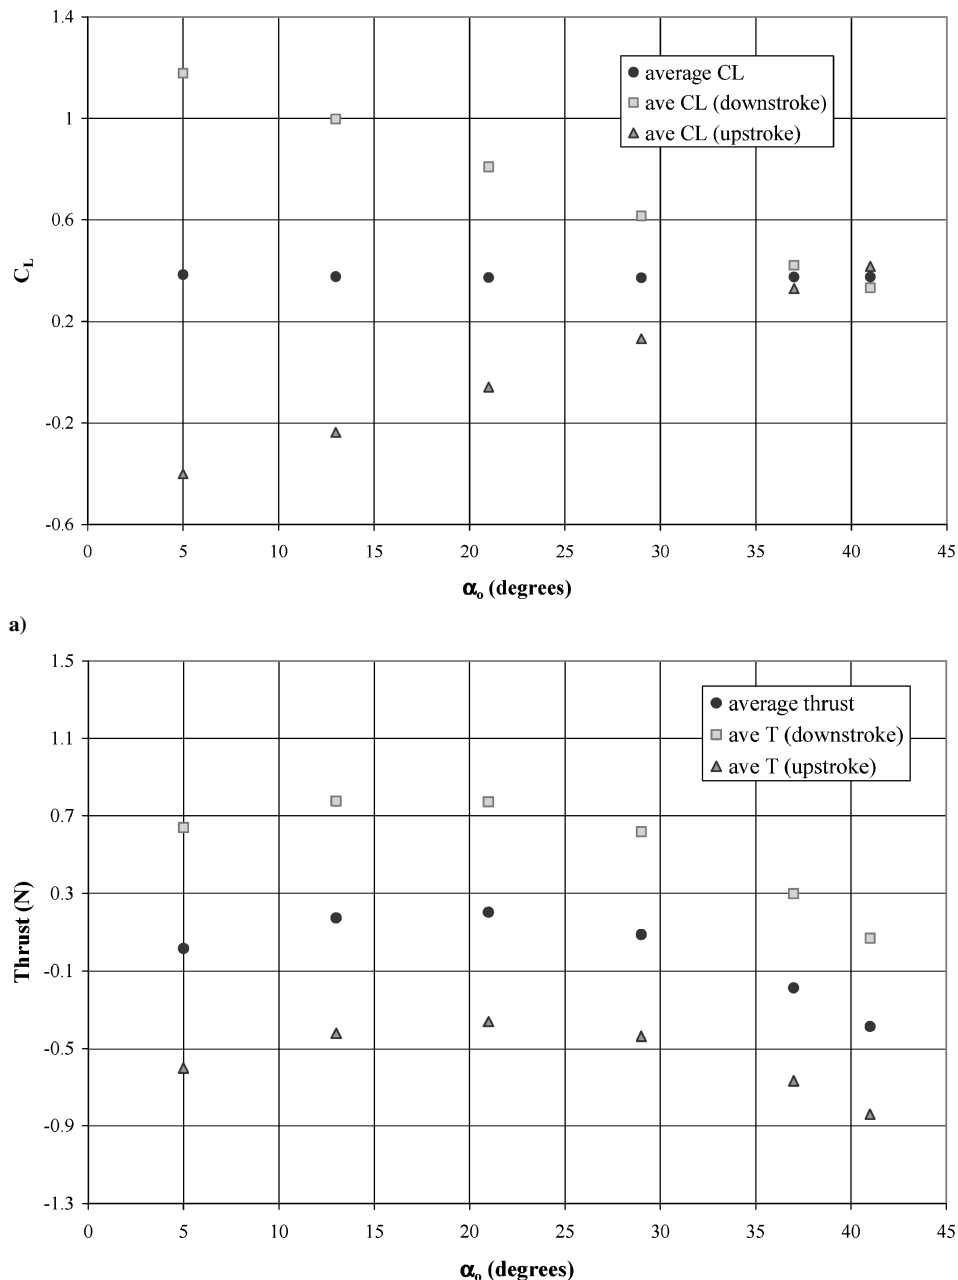 1.4
1
0.6
0.2
-0.2
-0.6
C_L
average CL
ave CL (downstroke)
ave CL (upstroke)
0 5 10 15 20 25 30 35 40 45
α_o (degrees)
a)
1.5
1.1
0.7
0.3
-0.1
-0.5
-0.9
-1.3
Thrust (N)
average thrust
ave T (downstroke)
ave T (upstroke)
0 5 10 15 20 25 30 35 40 45
α_o (degrees)